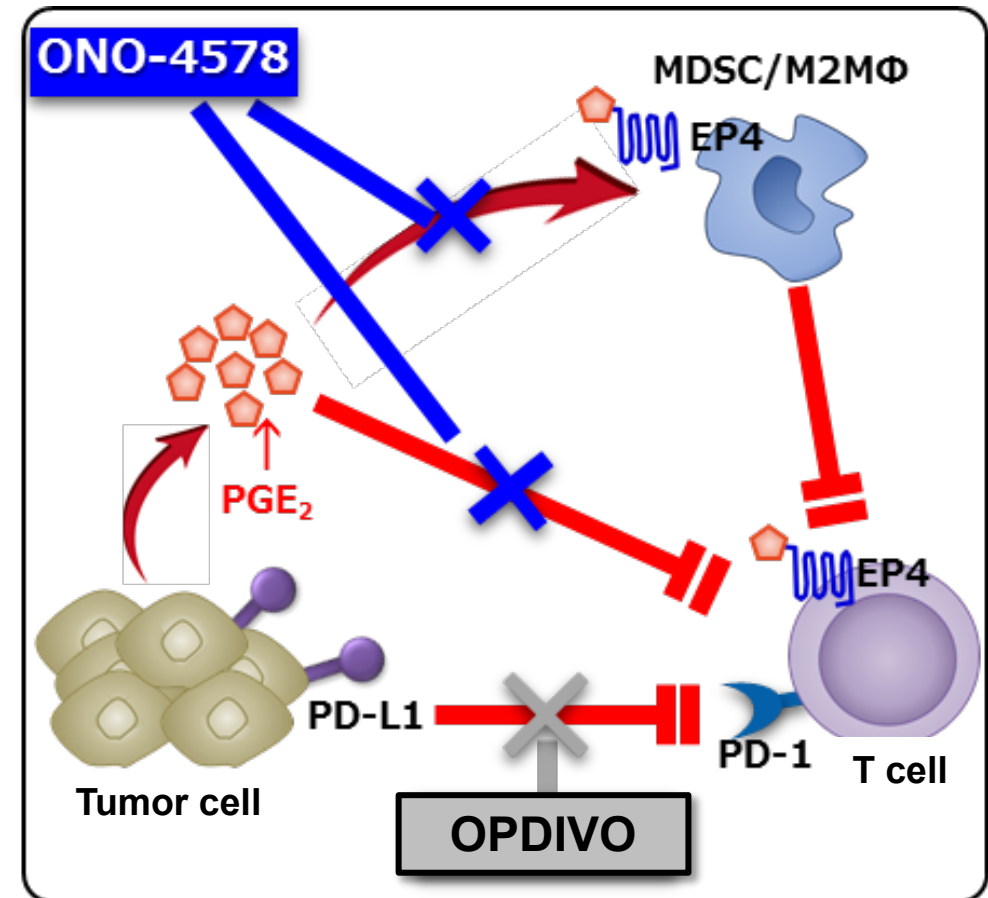 ONO-4578
MDSC/M2MΦ
EP4
PGE₂
EP4
PD-L1
PD-1
T cell
Tumor cell
OPDIVO